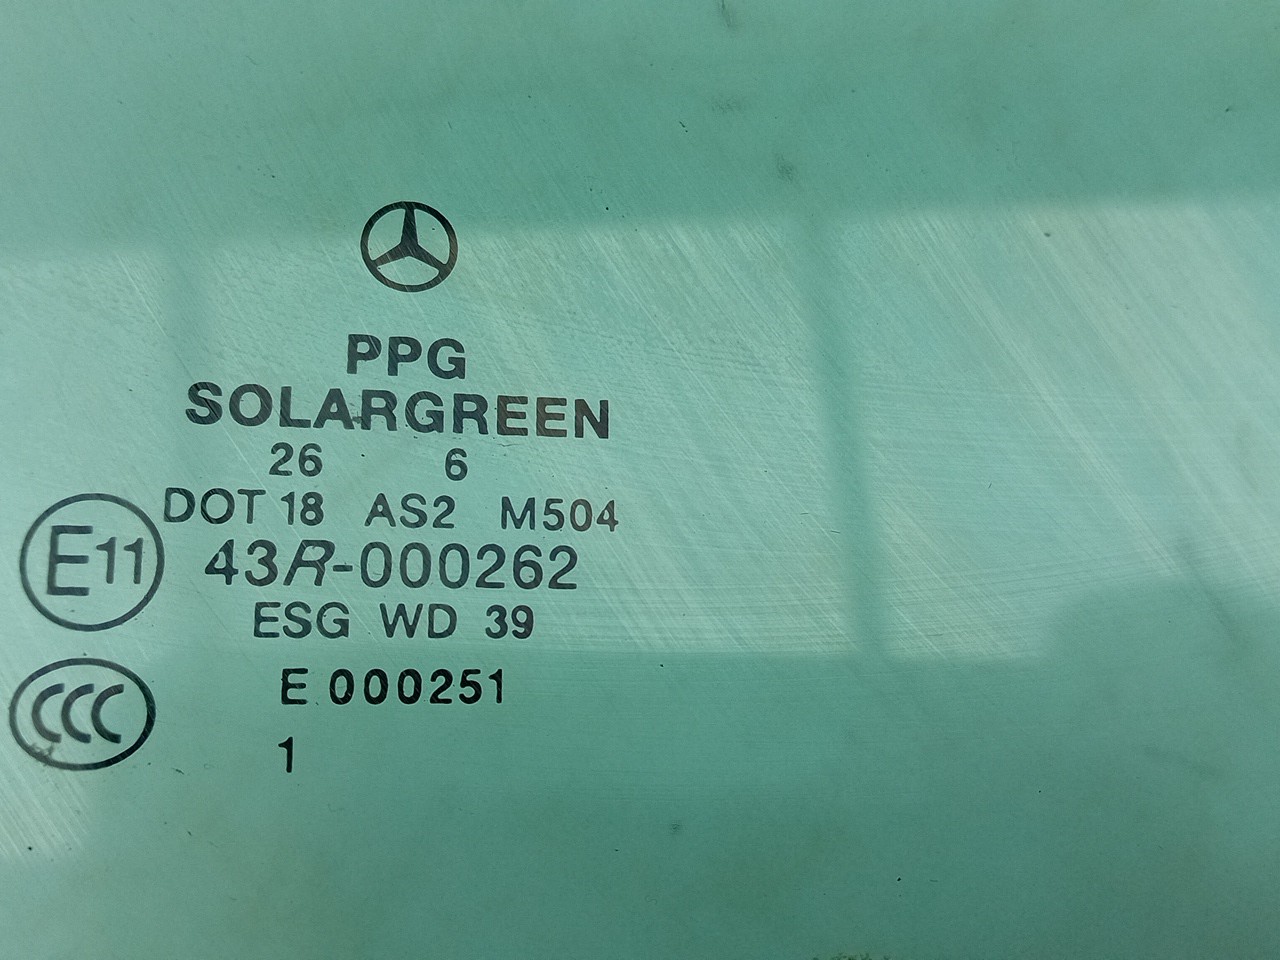 PPG
SOLARGREEN
26 6
DOT 18 AS2 M504
E11 43R-000262
ESG WD 39
CCC E 000251
1